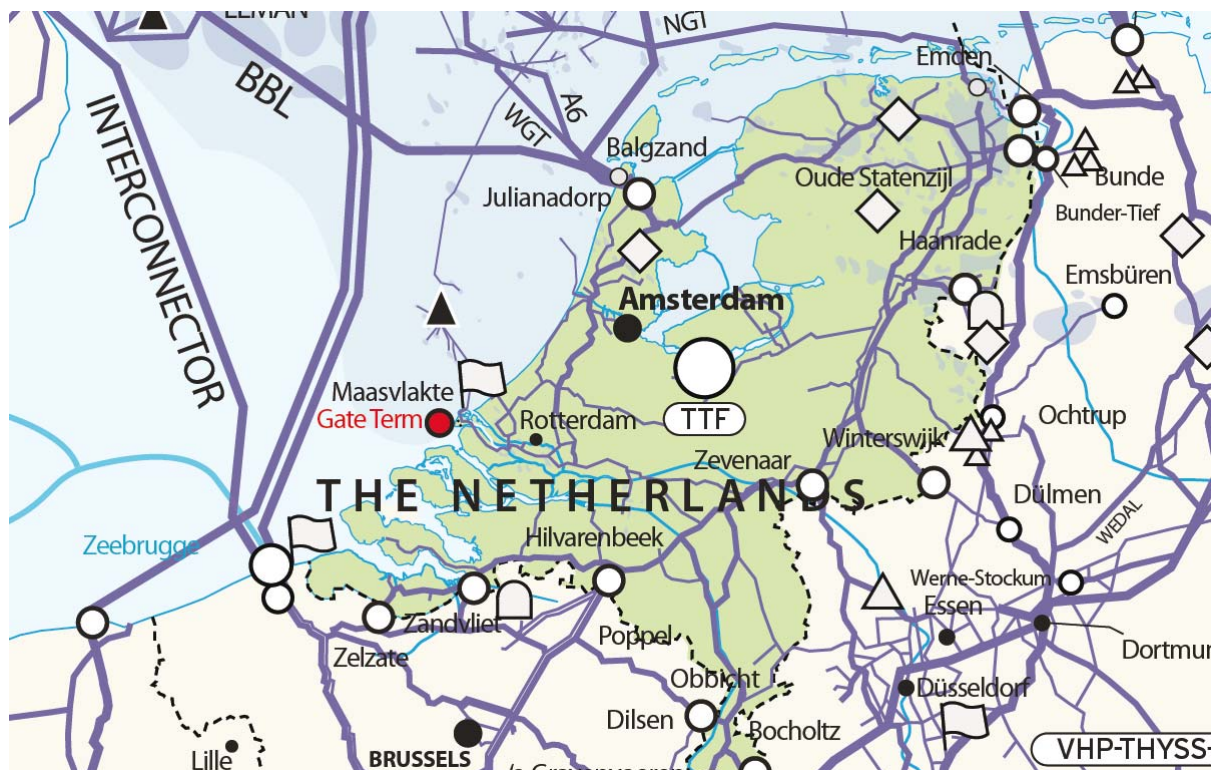 LEMAN
NGT
BBL
A6
WGT
INTERCONNECTOR
Emden
Balgzand
Julianadorp
Oude Statenzijl
Bunde
Bunder-Tief
Haanrade
Emsbüren
Amsterdam
Maasvlakte
Gate Term
TTF
Rotterdam
Ochtrup
Winterswijk
Zevenaar
THE NETHERLANDS
Dülmen
WEDAL
Zeebrugge
Hilvarenbeek
Werne-Stockum
Essen
Zandvliet
Zelzate
Poppel
Dortmun
Obbicht
Düsseldorf
Dilsen
Bocholtz
Lille
BRUSSELS
VHP-THYSS-